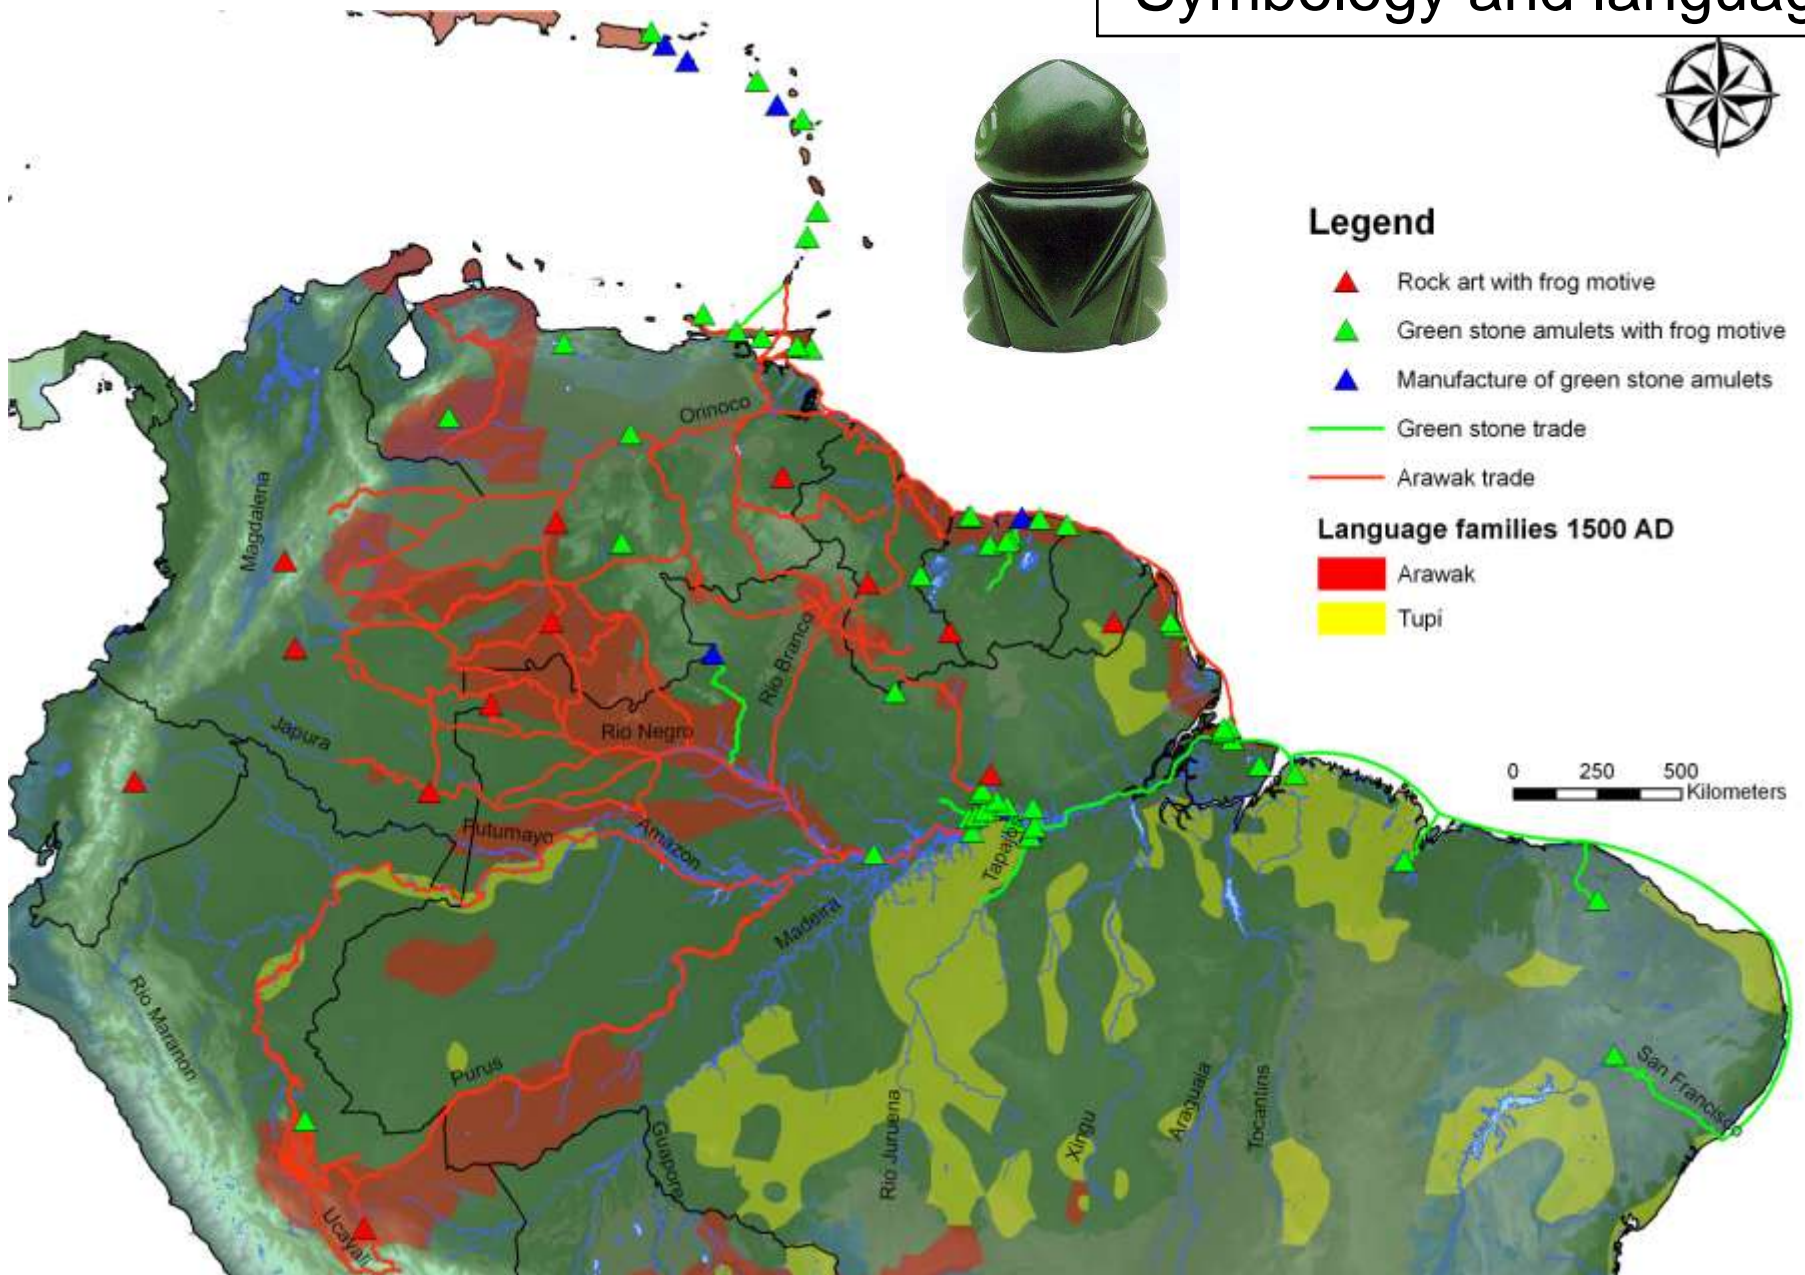 Symbology and languag
Legend
Rock art with frog motive
Green stone amulets with frog motive
Manufacture of green stone amulets
Green stone trade
Arawak trade
Language families 1500 AD
Arawak
Tupí
0 250 500
Kilometers
Orinoco
Magdalena
Rio Branco
Rio Negro
Japura
Putumayo
Amazon
Tapajos
Madeira
Rio Maranon
Purus
San Francisco
Guapore
Rio Juruena
Xingu
Araguaia
Tocantins
Ucayali